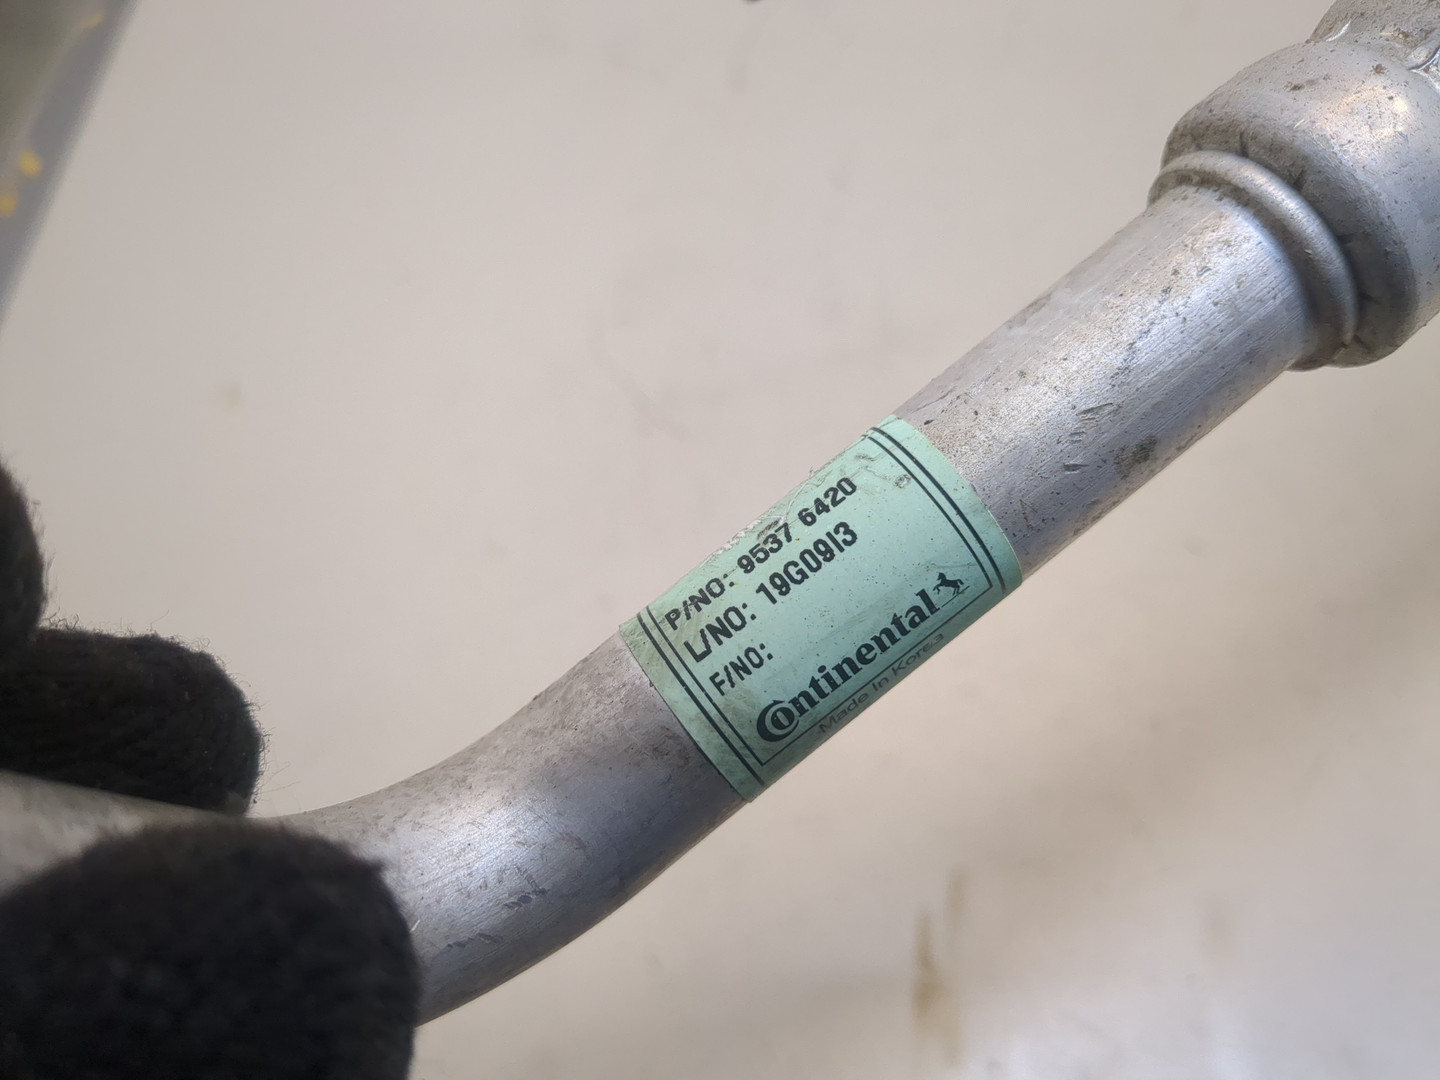 P/NO: 9537 6420
L/NO: 19G09I3
F/NO:
Continental
Made In Korea